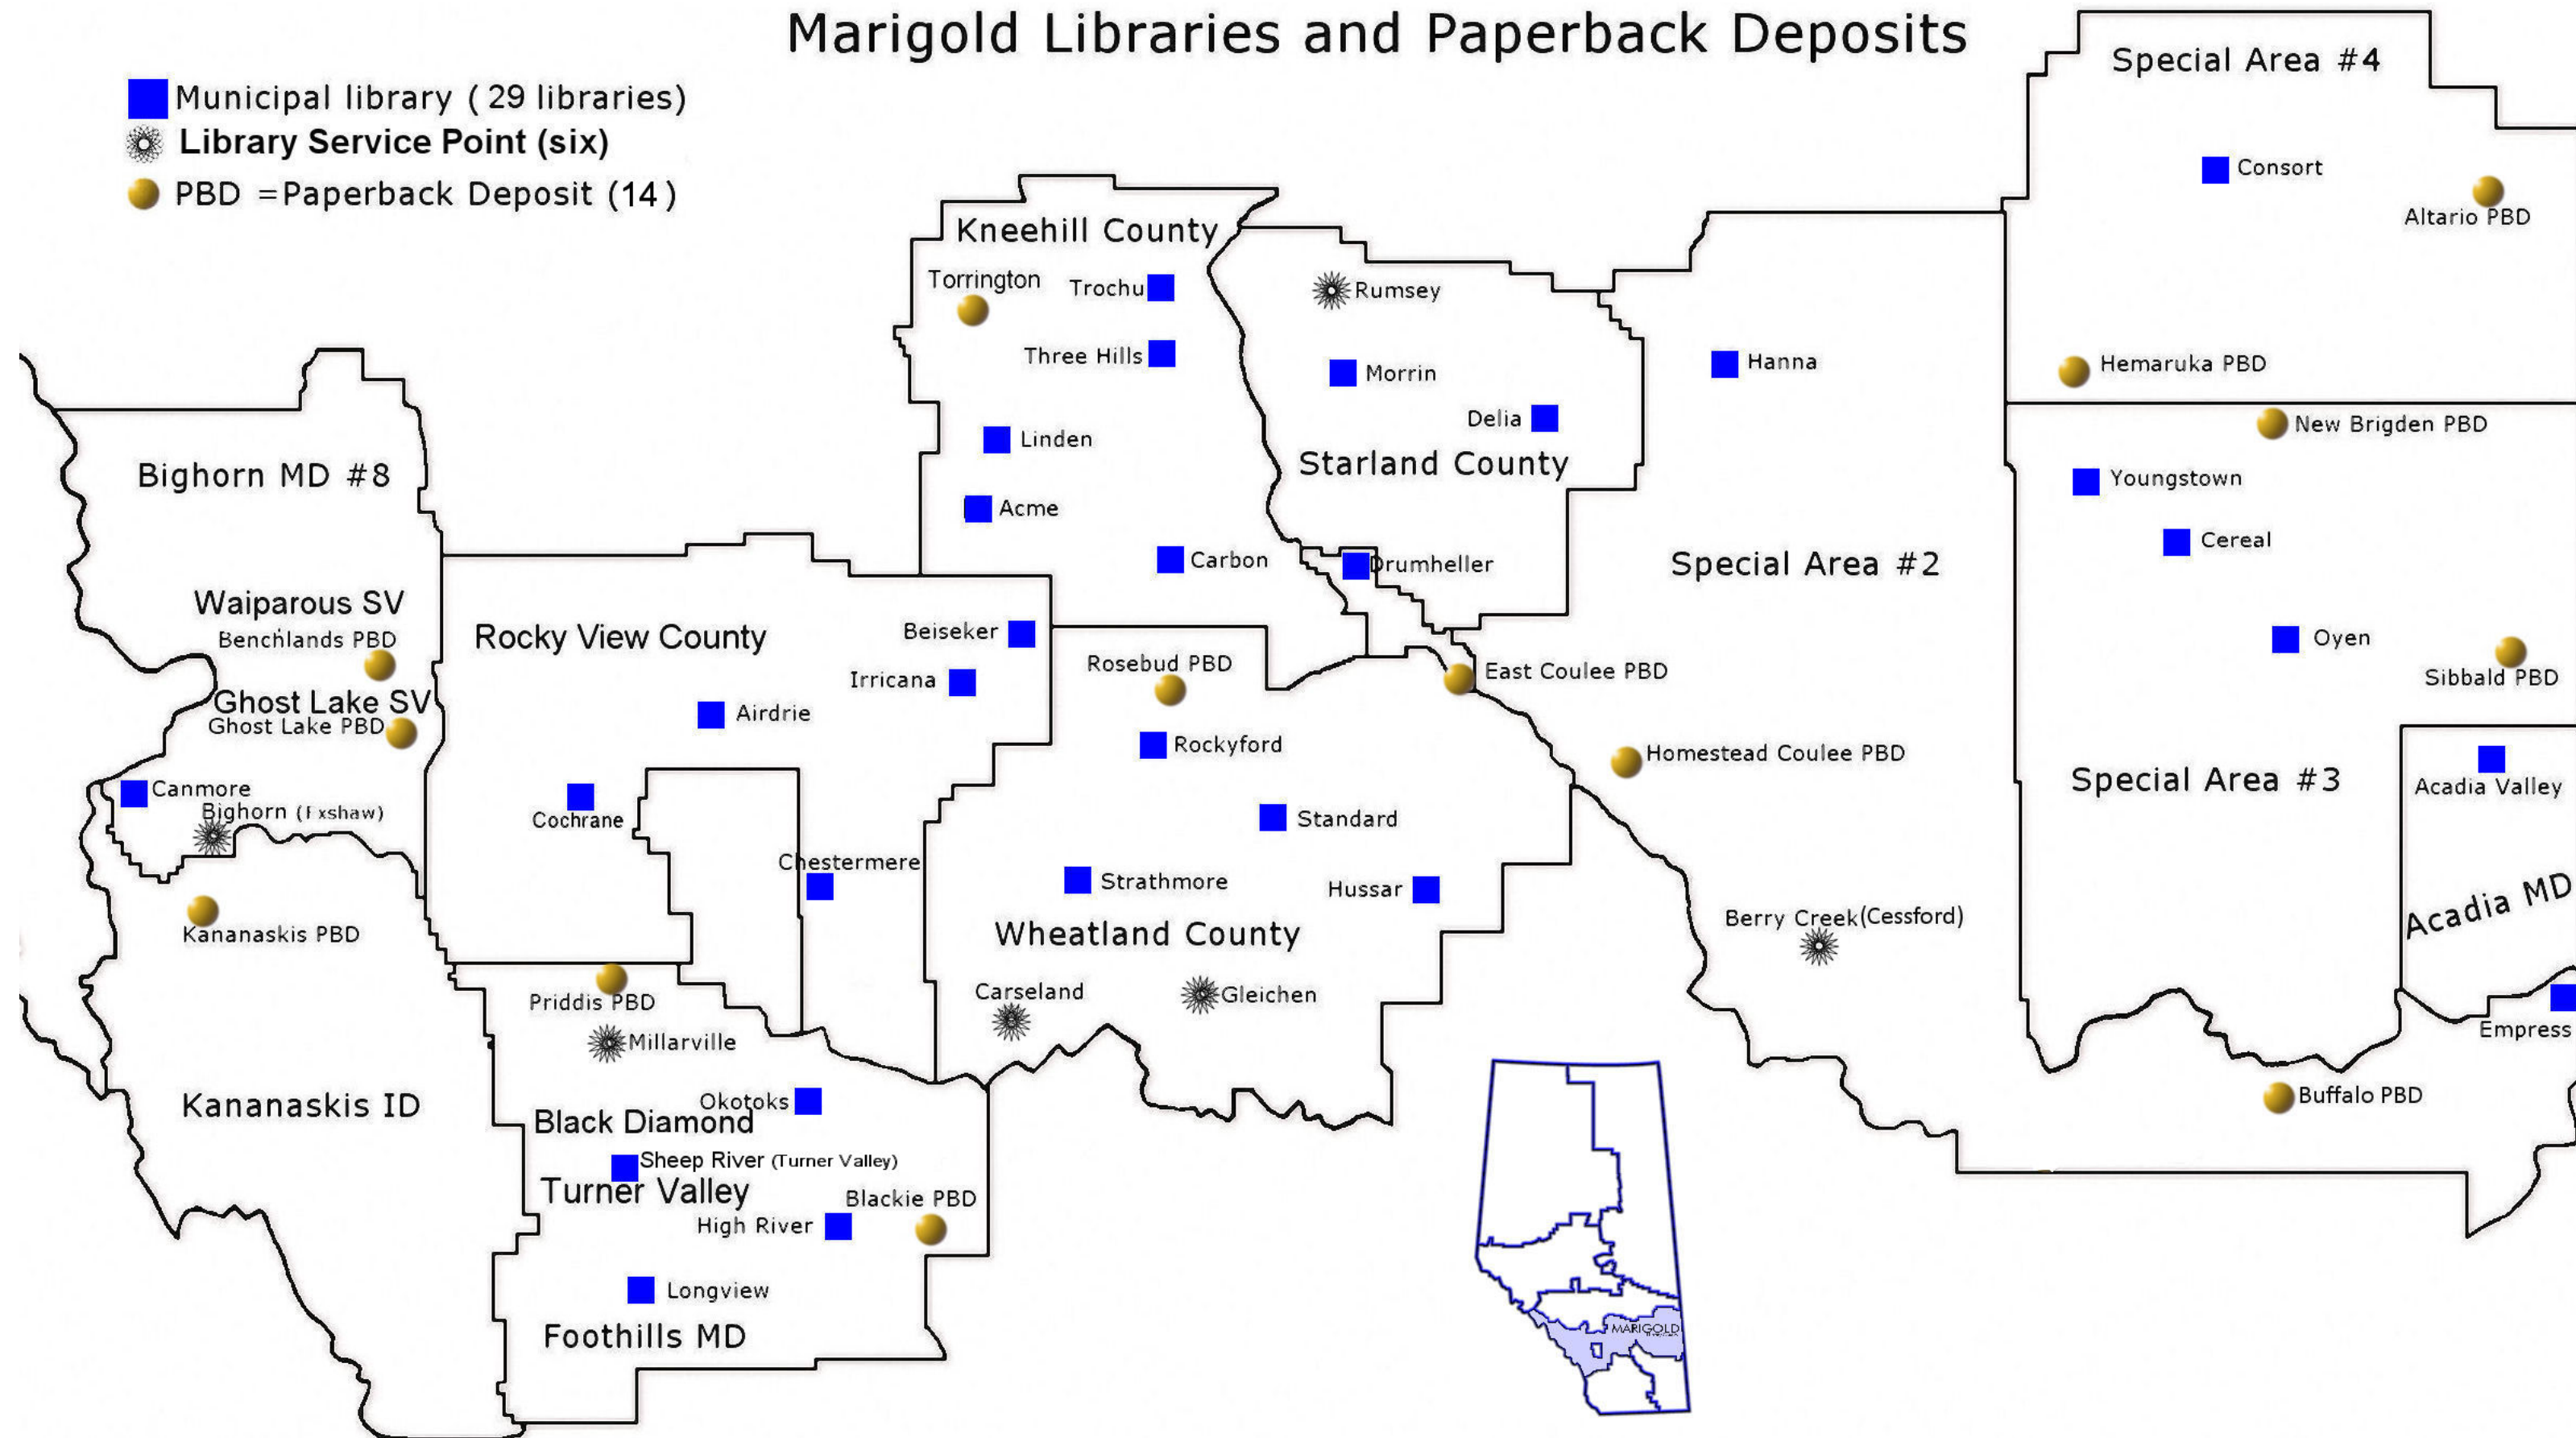 Marigold Libraries and Paperback Deposits
Municipal library ( 29 libraries)
Library Service Point (six)
PBD =Paperback Deposit (14)
Special Area #4
Consort
Altario PBD
Hemaruka PBD
Kneehill County
Torrington
Trochu
Three Hills
Linden
Acme
Carbon
Rumsey
Morrin
Delia
Starland County
Drumheller
Hanna
Special Area #2
New Brigden PBD
Youngstown
Cereal
Oyen
Sibbald PBD
Special Area #3
Acadia Valley
Acadia MD
Empress
Buffalo PBD
Bighorn MD #8
Waiparous SV
Benchlands PBD
Ghost Lake SV
Ghost Lake PBD
Canmore
Bighorn (Exshaw)
Kananaskis PBD
Kananaskis ID
Rocky View County
Beiseker
Irricana
Airdrie
Cochrane
Chestermere
Rosebud PBD
Rockyford
Standard
Strathmore
Hussar
Wheatland County
Carseland
Gleichen
East Coulee PBD
Homestead Coulee PBD
Berry Creek(Cessford)
Priddis PBD
Millarville
Okotoks
Black Diamond
Sheep River (Turner Valley)
Turner Valley
Blackie PBD
High River
Longview
Foothills MD
MARIGOLD